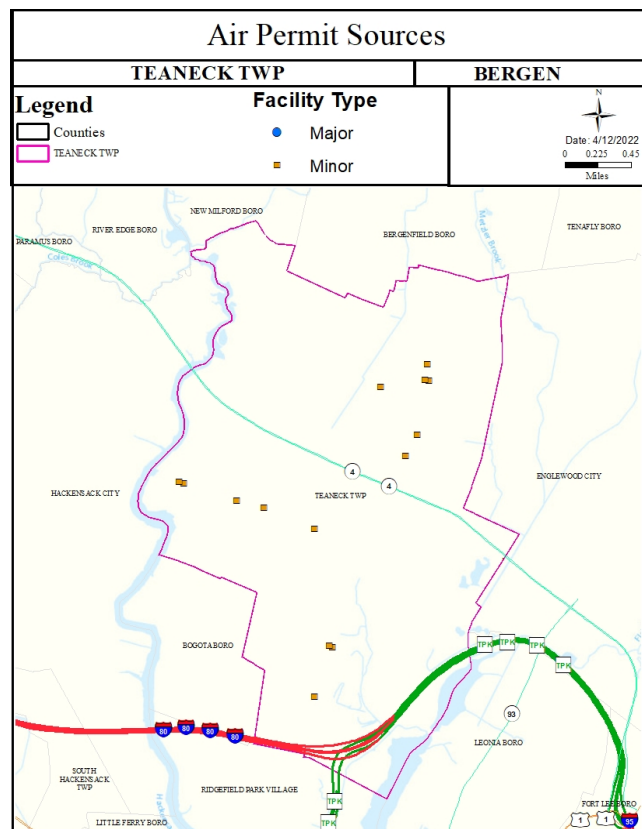 Air Permit Sources
TEANECK TWP
BERGEN
Legend
Counties
TEANECK TWP
Facility Type
Major
Minor
N
Date: 4/12/2022
0 0.225 0.45
Miles
NEW MILFORD BORO
RIVER EDGE BORO
BERGENFIELD BORO
TENAFLY BORO
PARAMUS BORO
Coles Brook
Metzler Brook
4
4
ENGLEWOOD CITY
HACKENSACK CITY
TEANECK TWP
BOGOTA BORO
TPK
TPK
TPK
TPK
93
80
80
80
80
LEONIA BORO
SOUTH
HACKENSACK
TWP
RIDGEFIELD PARK VILLAGE
TPK
FORT LEE BORO
LITTLE FERRY BORO
TPK
1
1
95